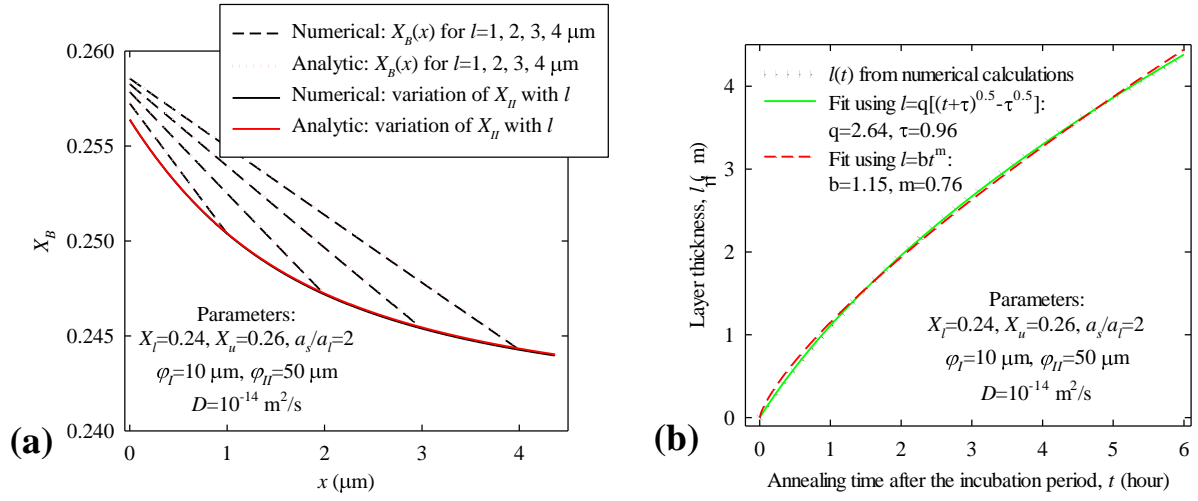 Numerical: X_B(x) for l=1, 2, 3, 4 μm
Analytic: X_B(x) for l=1, 2, 3, 4 μm
Numerical: variation of X_II with l
Analytic: variation of X_II with l
0.260
0.255
0.250
0.245
0.240
X_B
Parameters:
X_l=0.24, X_u=0.26, a_s/a_l=2
φ_I=10 μm, φ_II=50 μm
D=10^-14 m^2/s
0 1 2 3 4
x (μm)
(a)
l(t) from numerical calculations
Fit using l=q[(t+τ)^0.5-τ^0.5]:
q=2.64, τ=0.96
Fit using l=bt^m:
b=1.15, m=0.76
4
3
2
1
0
Layer thickness, l ( m)
Parameters:
X_l=0.24, X_u=0.26, a_s/a_l=2
φ_I=10 μm, φ_II=50 μm
D=10^-14 m^2/s
0 1 2 3 4 5 6
Annealing time after the incubation period, t (hour)
(b)